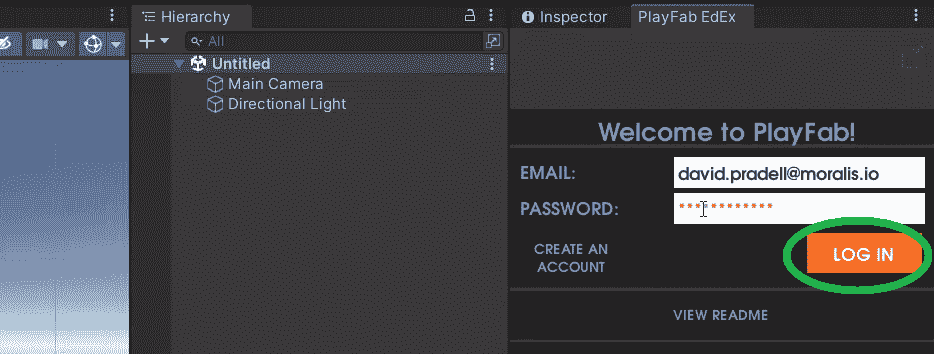 Hierarchy
Inspector
PlayFab EdEx
All
Untitled
Main Camera
Directional Light
Welcome to PlayFab!
EMAIL:
david.pradell@moralis.io
PASSWORD:
************
CREATE AN
ACCOUNT
LOG IN
VIEW README